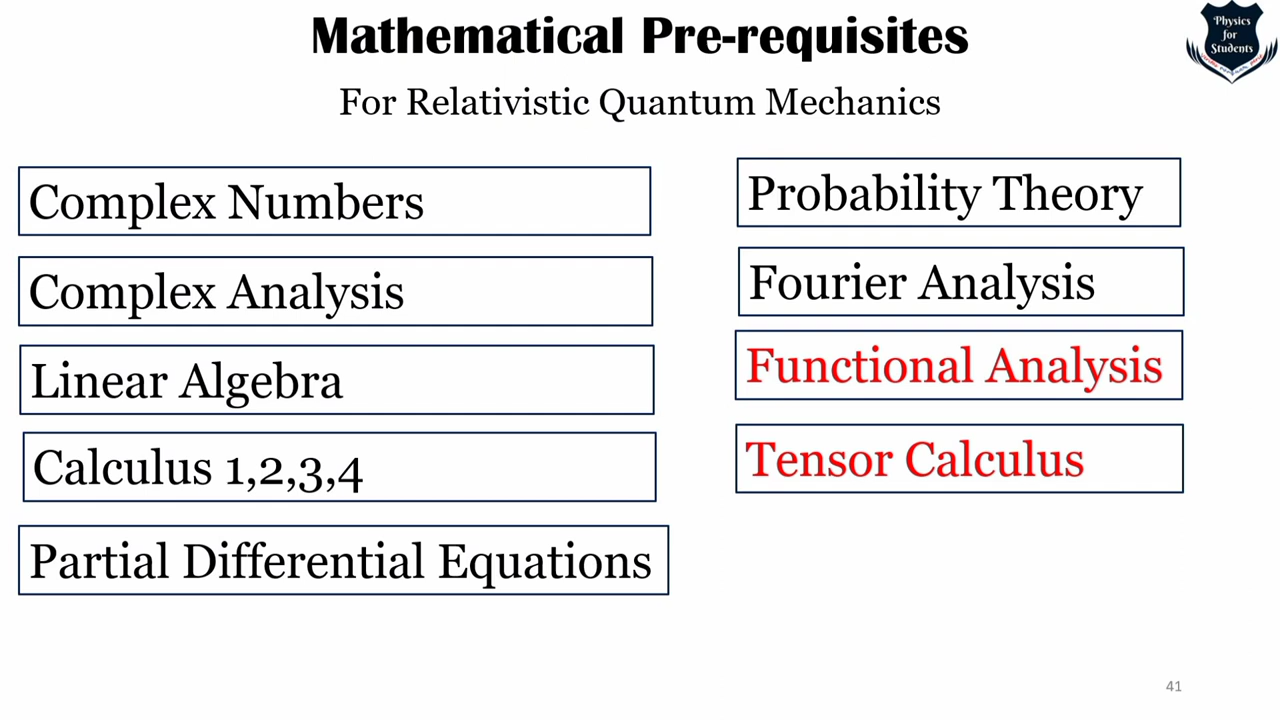 Mathematical Pre-requisites
For Relativistic Quantum Mechanics
Physics
for
Students
Complex Numbers
Complex Analysis
Linear Algebra
Calculus 1,2,3,4
Partial Differential Equations
Probability Theory
Fourier Analysis
Functional Analysis
Tensor Calculus
41